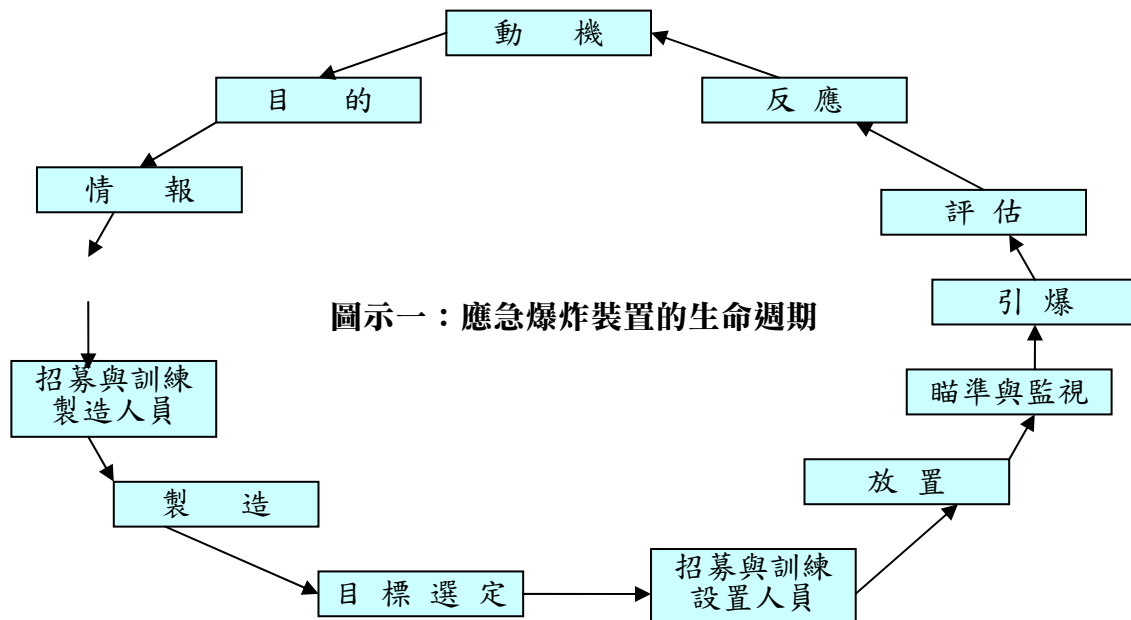 動 機
目 的
情 報
招募與訓練
製造人員
製 造
目 標 選 定
招募與訓練
設置人員
放 置
瞄準與監視
引 爆
評 估
反 應
圖示一：應急爆炸裝置的生命週期